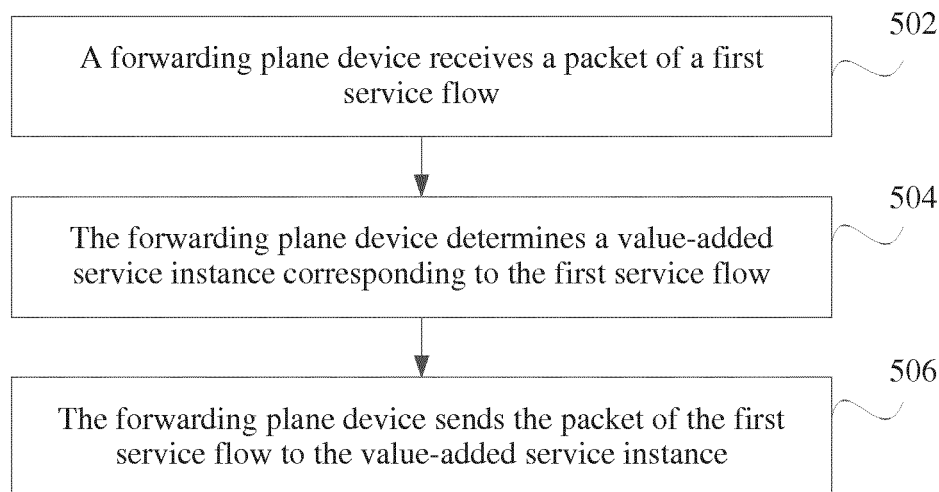 502
A forwarding plane device receives a packet of a first
service flow
504
The forwarding plane device determines a value-added
service instance corresponding to the first service flow
506
The forwarding plane device sends the packet of the first
service flow to the value-added service instance